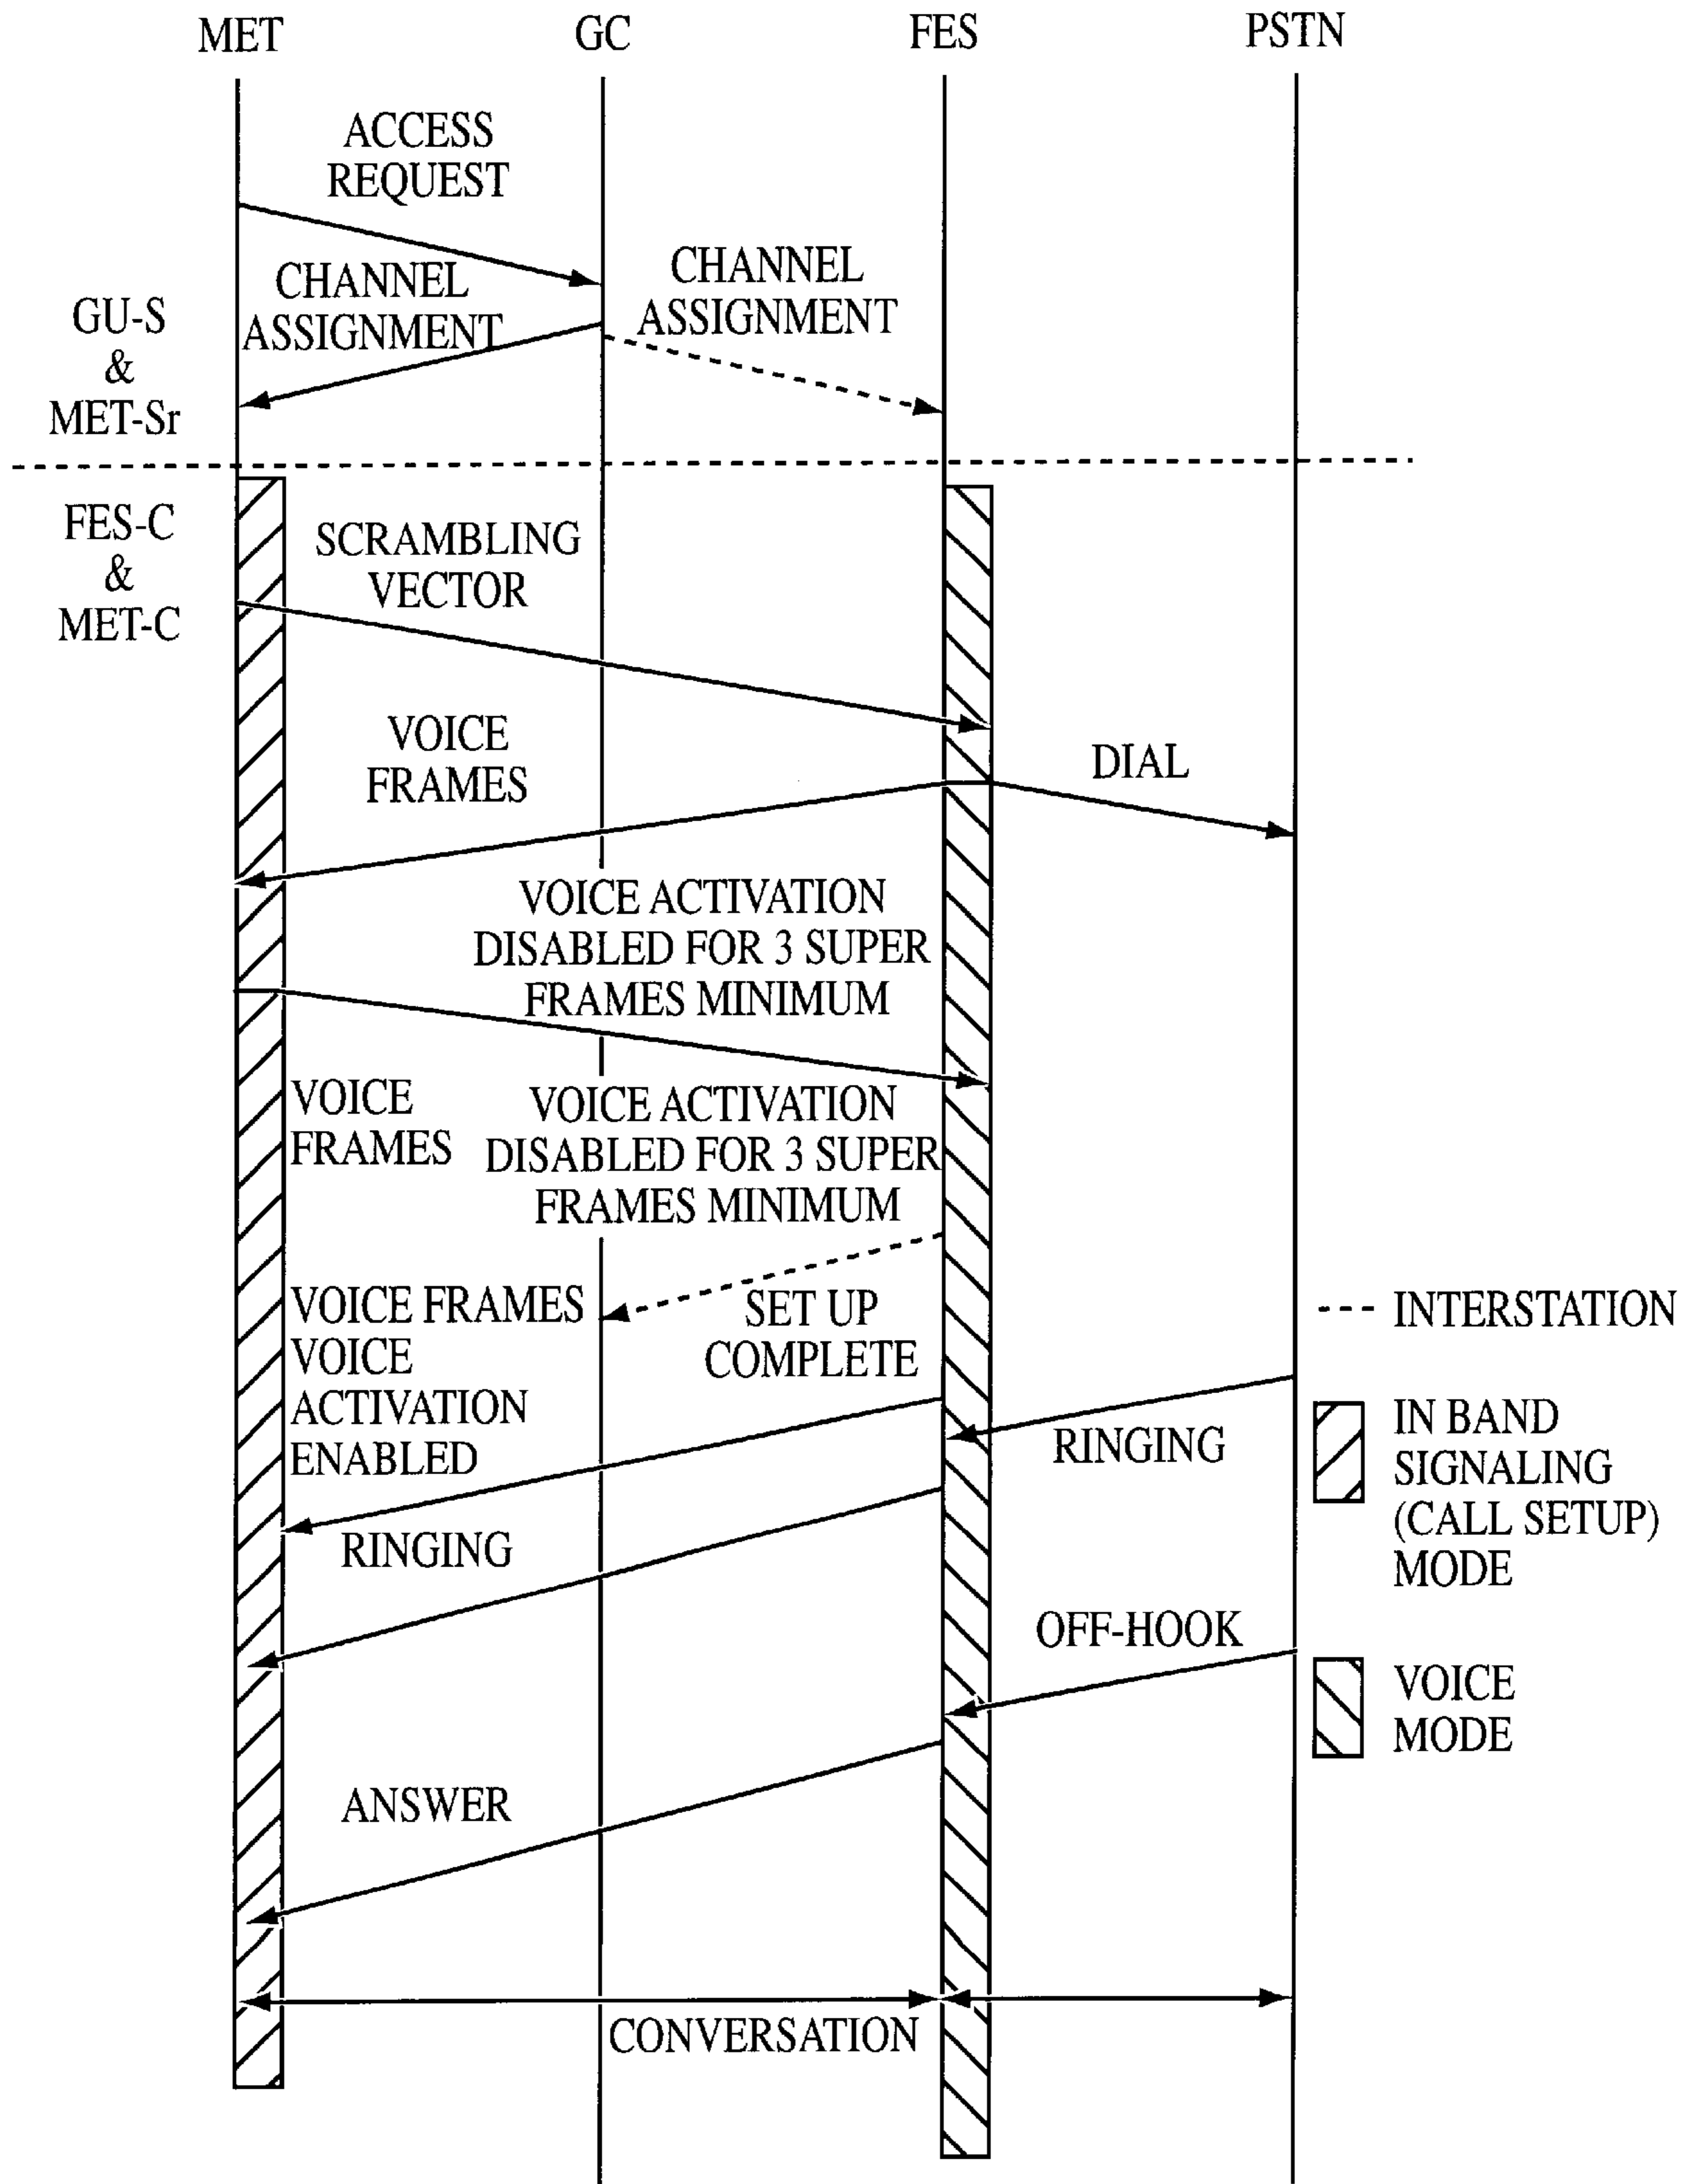 MET
GC
FES
PSTN
ACCESS
REQUEST
CHANNEL
ASSIGNMENT
CHANNEL
ASSIGNMENT
GU-S
&
MET-Sr
FES-C
&
MET-C
SCRAMBLING
VECTOR
VOICE
FRAMES
DIAL
VOICE ACTIVATION
DISABLED FOR 3 SUPER
FRAMES MINIMUM
VOICE
FRAMES
VOICE ACTIVATION
DISABLED FOR 3 SUPER
FRAMES MINIMUM
VOICE FRAMES
VOICE
ACTIVATION
ENABLED
SET UP
COMPLETE
--- INTERSTATION
RINGING
IN BAND
SIGNALING
(CALL SETUP)
MODE
RINGING
OFF-HOOK
VOICE
MODE
ANSWER
CONVERSATION